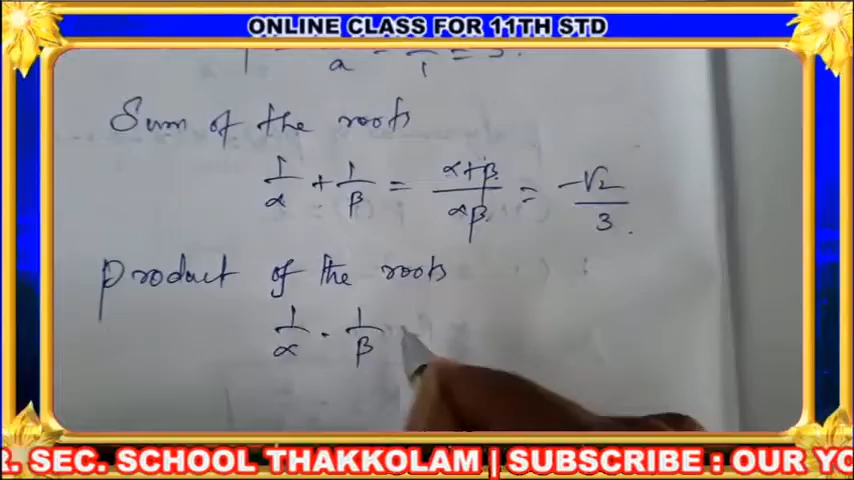 ONLINE CLASS FOR 11TH STD
Sum of the roots
1/α + 1/β = α+β/αβ = -√2/3.
product of the roots
1/α · 1/β
R. SEC. SCHOOL THAKKOLAM | SUBSCRIBE : OUR YO